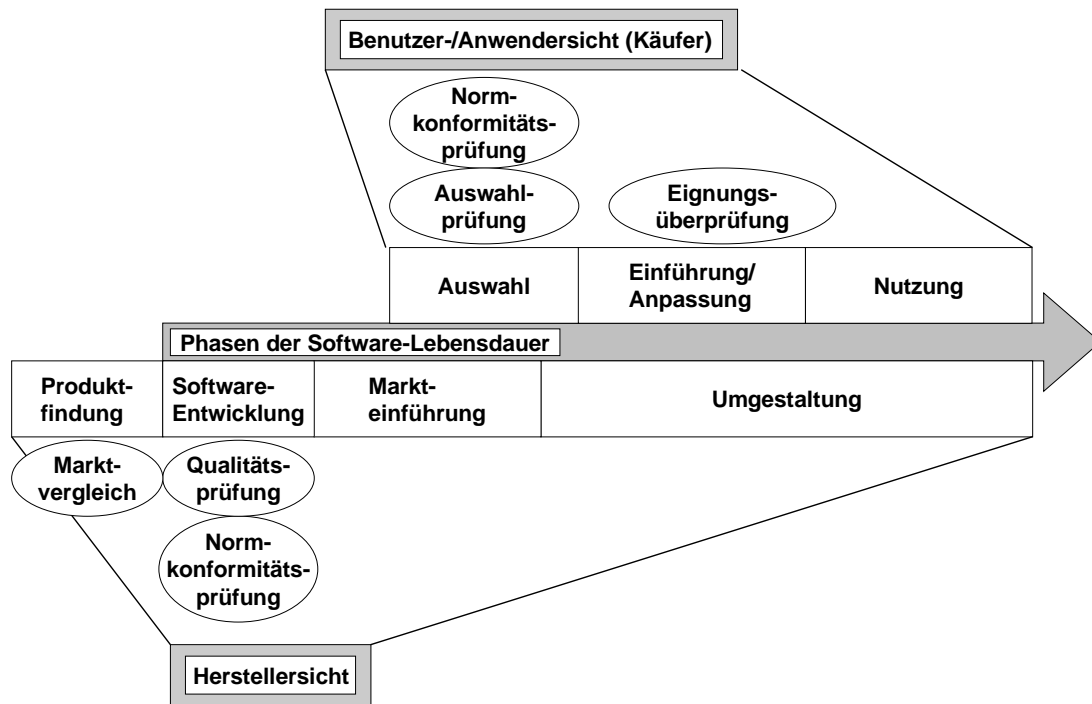 Benutzer-/Anwendersicht (Käufer)
Norm-
konformitäts-
prüfung
Auswahl-
prüfung
Eignungs-
überprüfung
Auswahl
Einführung/
Anpassung
Nutzung
Phasen der Software-Lebensdauer
Produkt-
findung
Software-
Entwicklung
Markt-
einführung
Umgestaltung
Markt-
vergleich
Qualitäts-
prüfung
Norm-
konformitäts-
prüfung
Herstellersicht